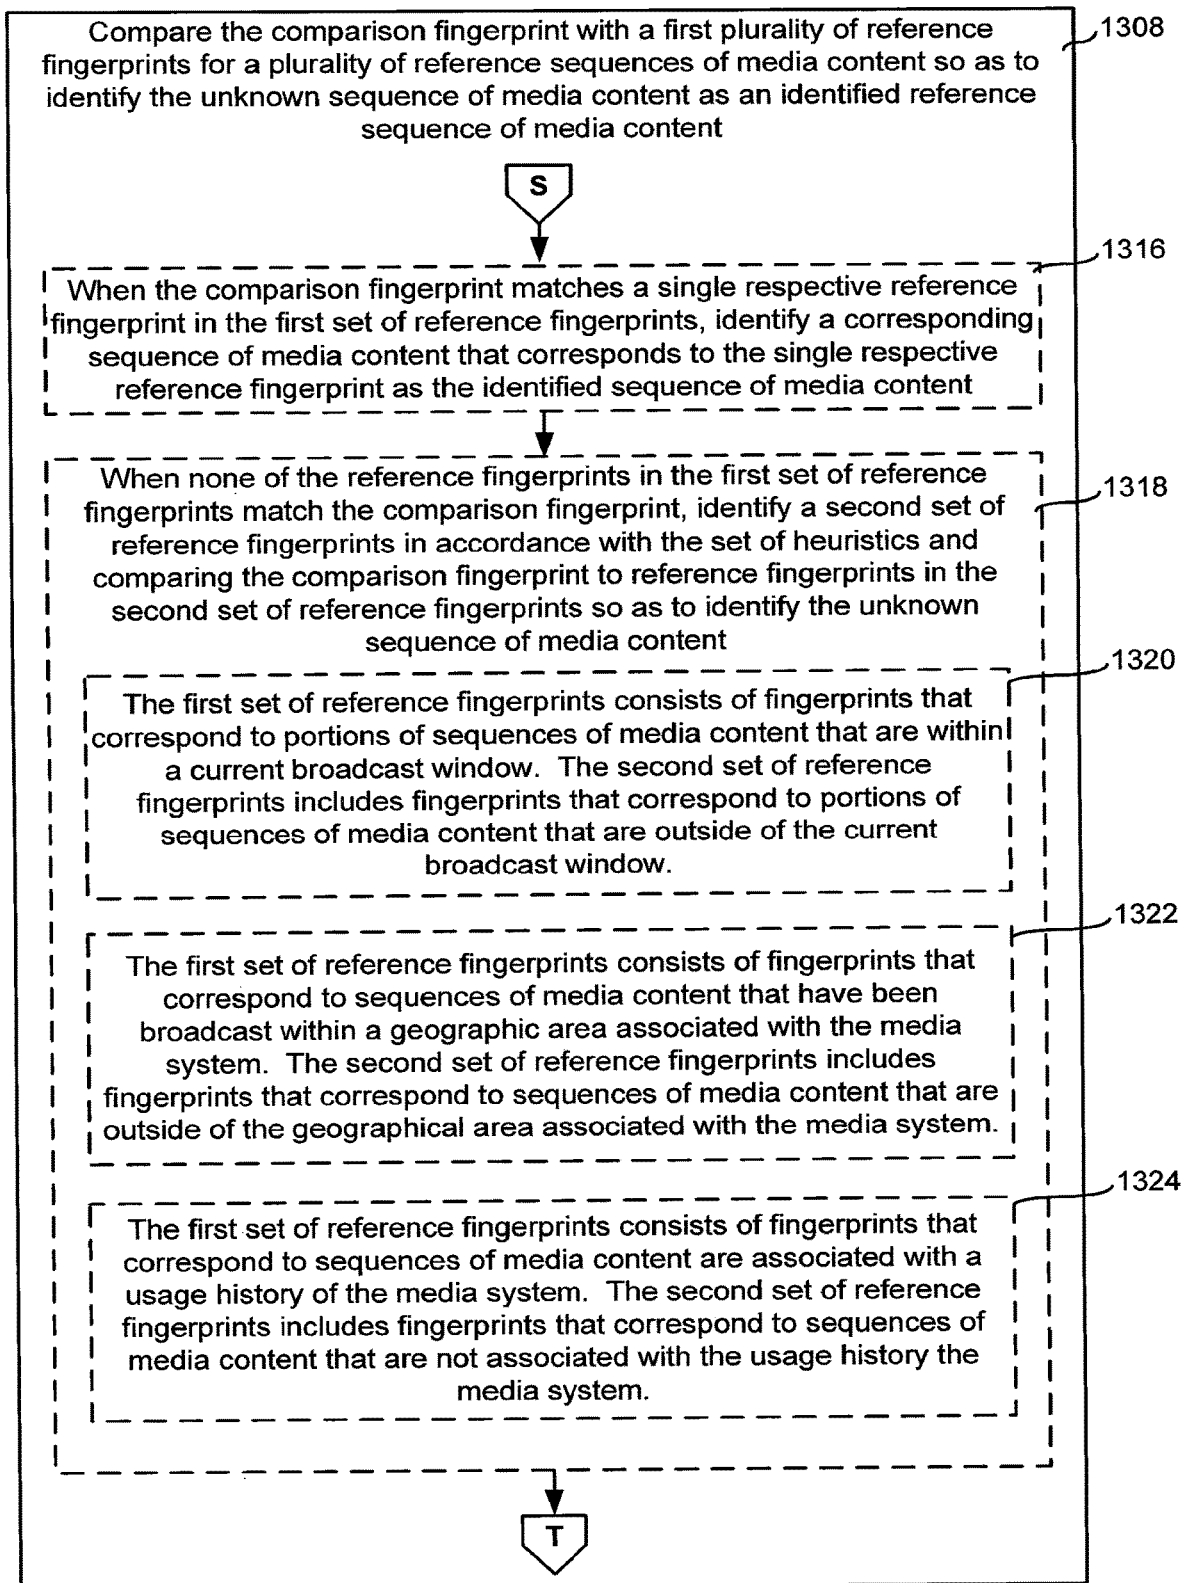 Compare the comparison fingerprint with a first plurality of reference
fingerprints for a plurality of reference sequences of media content so as to
identify the unknown sequence of media content as an identified reference
sequence of media content
1308
S
1316
When the comparison fingerprint matches a single respective reference
fingerprint in the first set of reference fingerprints, identify a corresponding
sequence of media content that corresponds to the single respective
reference fingerprint as the identified sequence of media content
When none of the reference fingerprints in the first set of reference
fingerprints match the comparison fingerprint, identify a second set of
reference fingerprints in accordance with the set of heuristics and
comparing the comparison fingerprint to reference fingerprints in the
second set of reference fingerprints so as to identify the unknown
sequence of media content
1318
1320
The first set of reference fingerprints consists of fingerprints that
correspond to portions of sequences of media content that are within
a current broadcast window.  The second set of reference
fingerprints includes fingerprints that correspond to portions of
sequences of media content that are outside of the current
broadcast window.
1322
The first set of reference fingerprints consists of fingerprints that
correspond to sequences of media content that have been
broadcast within a geographic area associated with the media
system.  The second set of reference fingerprints includes
fingerprints that correspond to sequences of media content that are
outside of the geographical area associated with the media system.
1324
The first set of reference fingerprints consists of fingerprints that
correspond to sequences of media content are associated with a
usage history of the media system.  The second set of reference
fingerprints includes fingerprints that correspond to sequences of
media content that are not associated with the usage history the
media system.
T